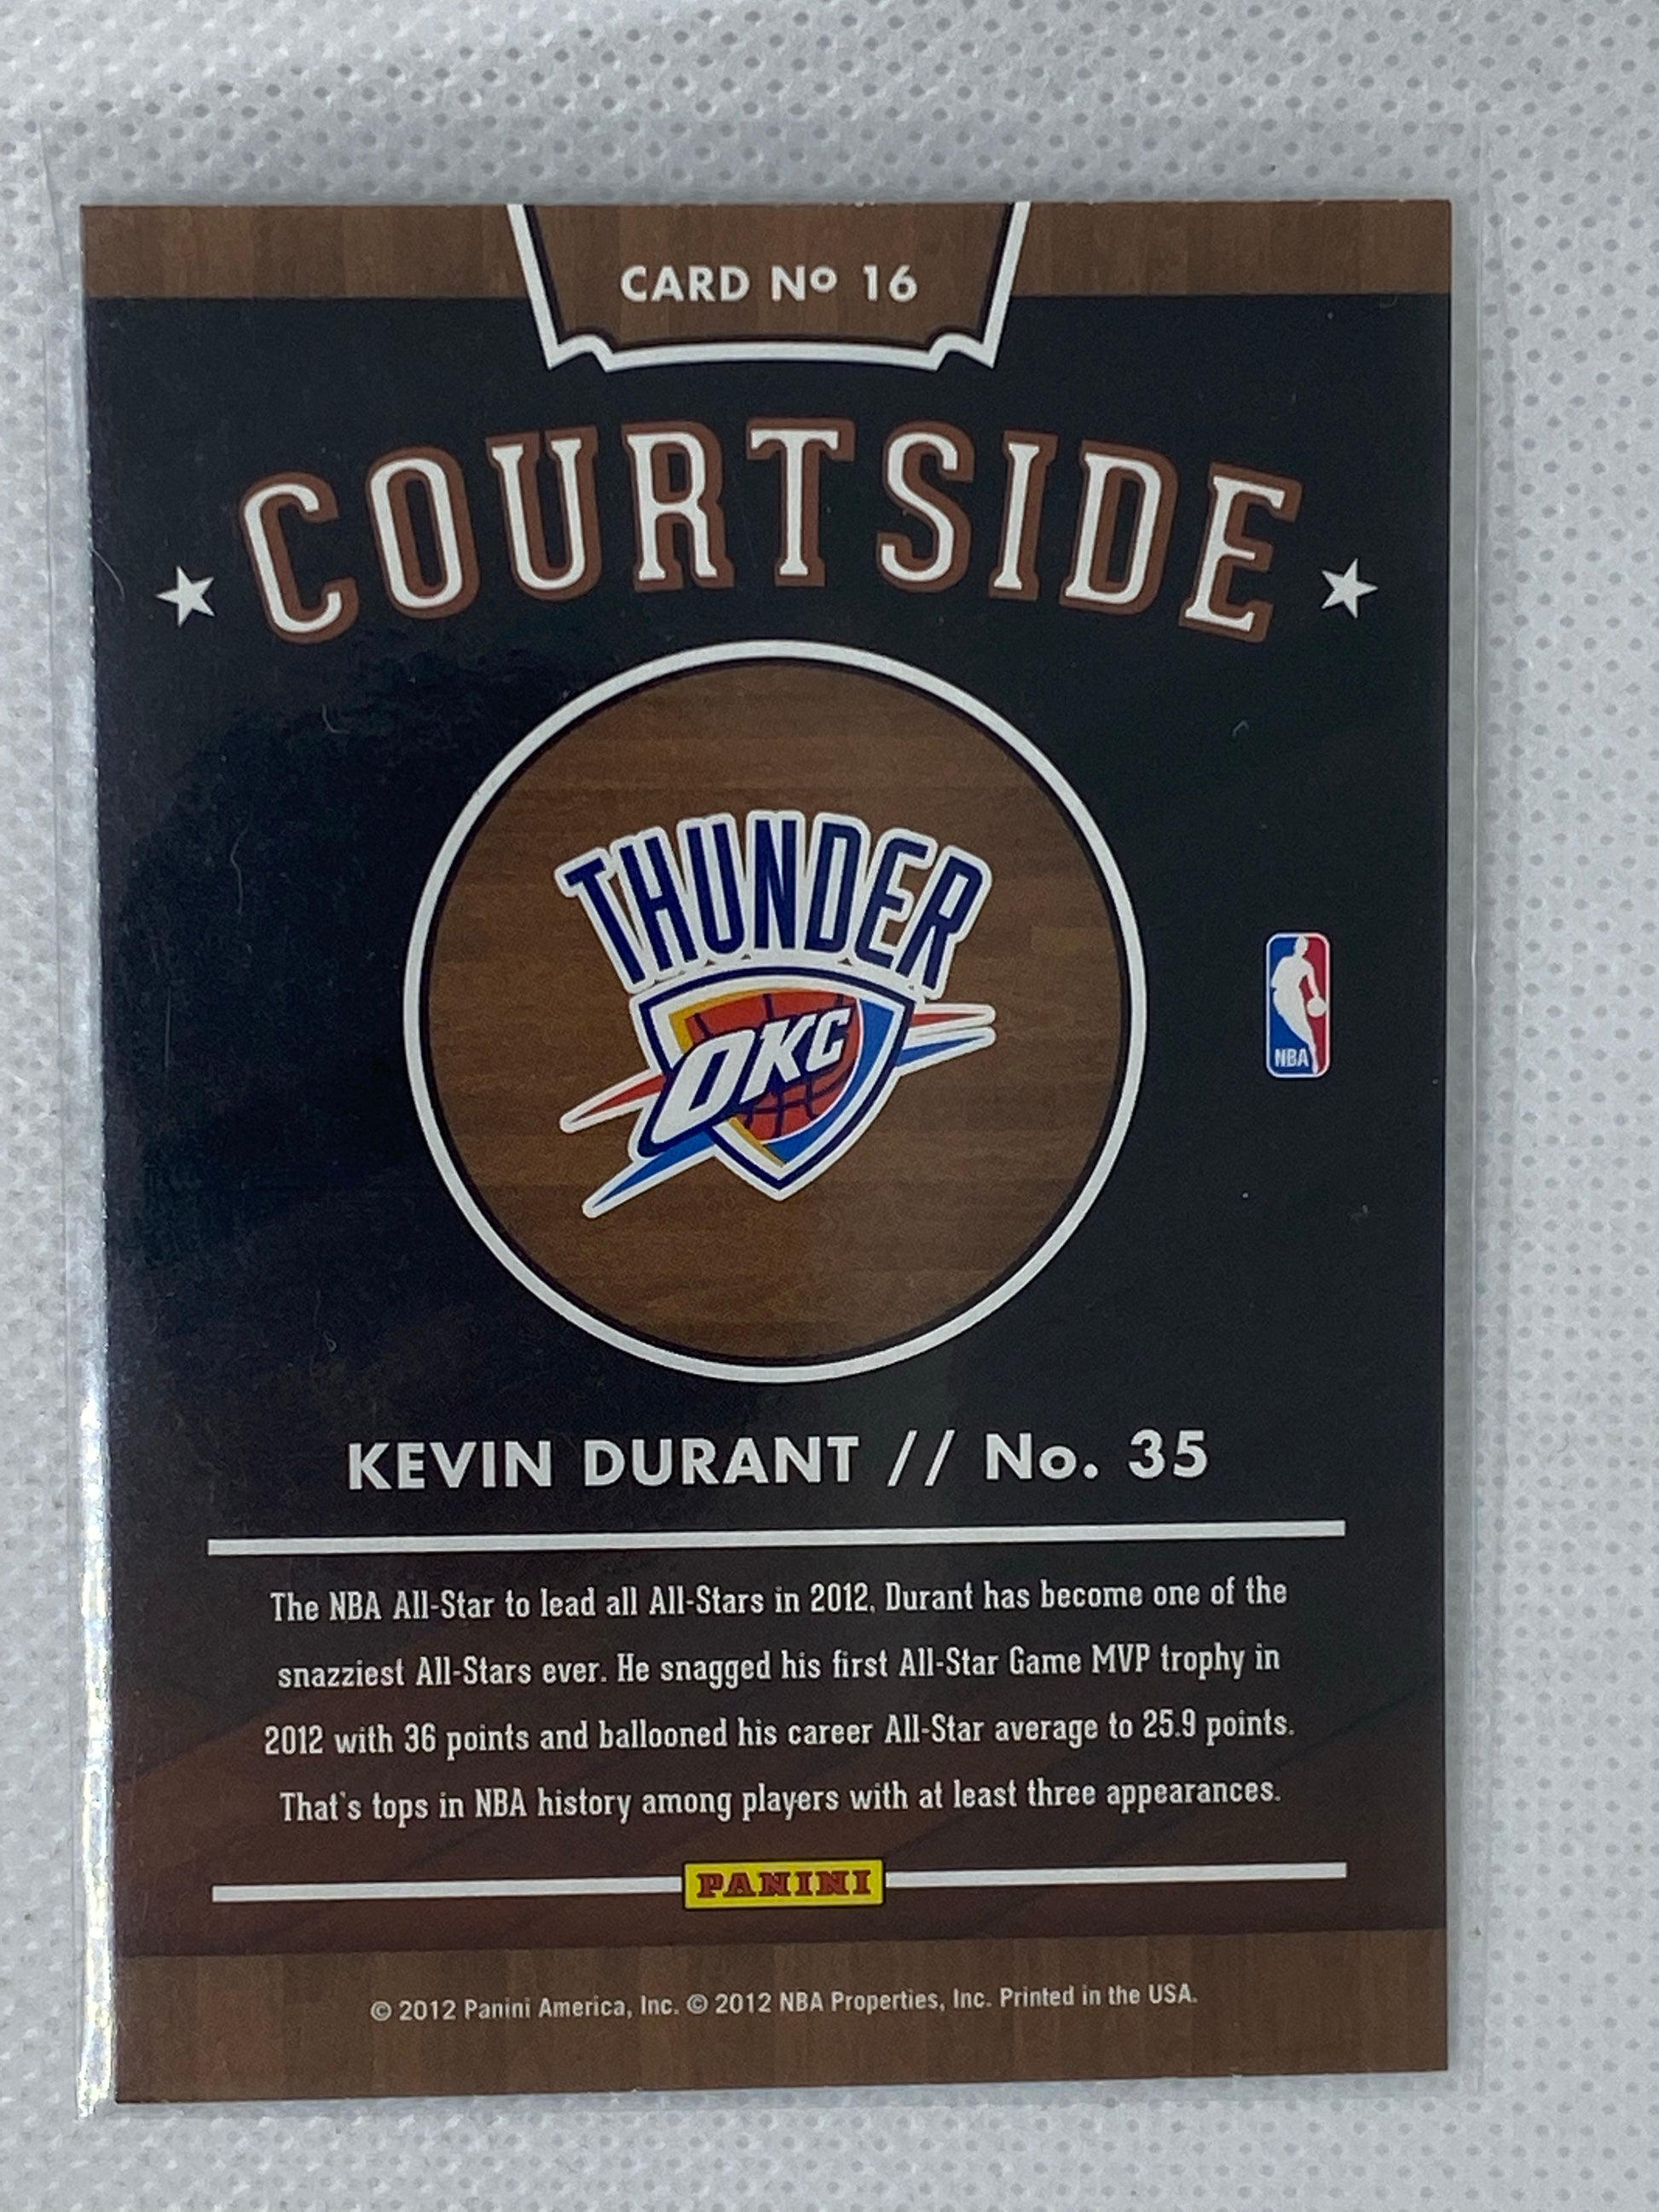 CARD Nº 16
COURTSIDE
THUNDER
OKC
NBA
KEVIN DURANT // No. 35
The NBA All-Star to lead all All-Stars in 2012, Durant has become one of the
snazziest All-Stars ever. He snagged his first All-Star Game MVP trophy in
2012 with 36 points and ballooned his career All-Star average to 25.9 points.
That's tops in NBA history among players with at least three appearances.
PANINI
© 2012 Panini America, Inc. © 2012 NBA Properties, Inc. Printed in the USA.